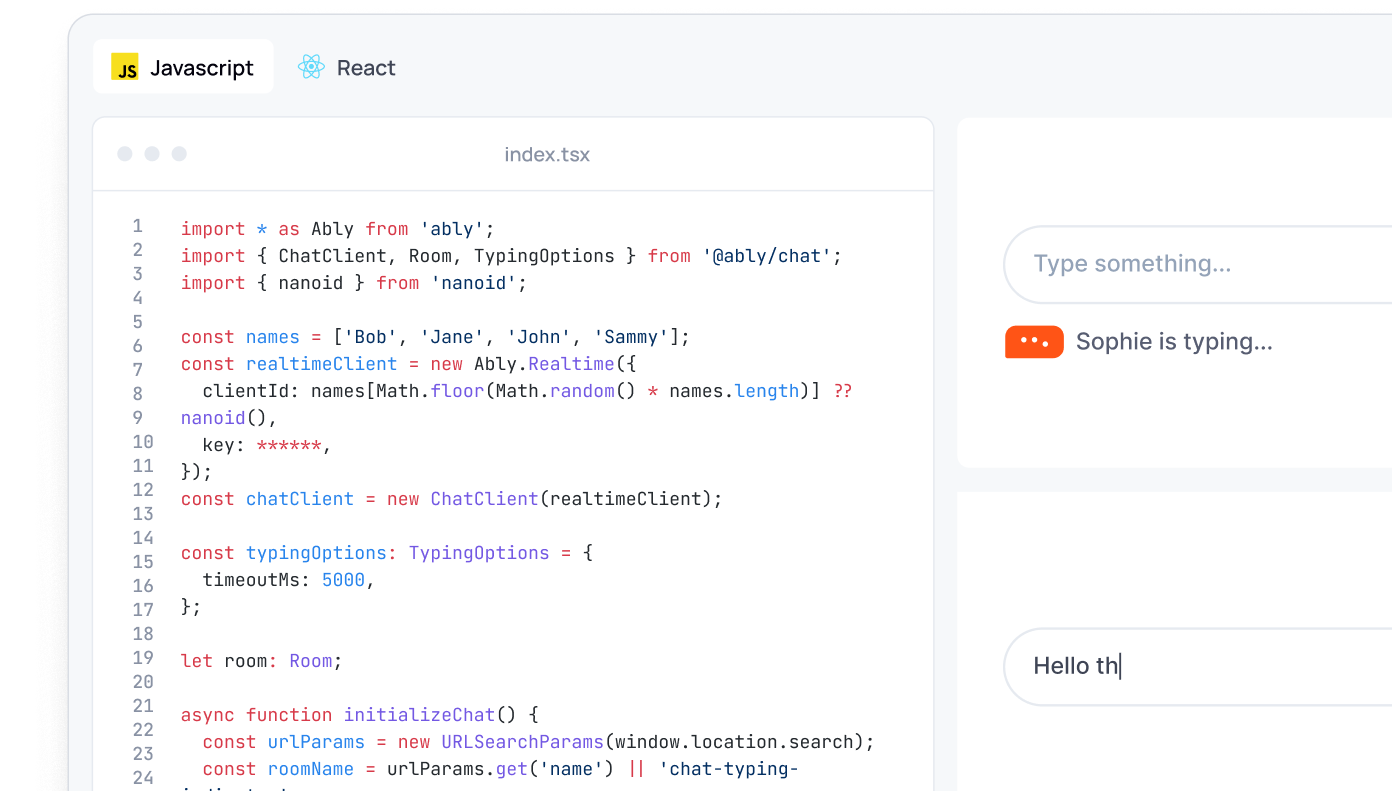 JS Javascript React
index.tsx
1
2
3
4
5
6
7
8
9
10
11
12
13
14
15
16
17
18
19
20
21
22
23
24
import * as Ably from 'ably';
import { ChatClient, Room, TypingOptions } from '@ably/chat';
import { nanoid } from 'nanoid';
const names = ['Bob', 'Jane', 'John', 'Sammy'];
const realtimeClient = new Ably.Realtime({
  clientId: names[Math.floor(Math.random() * names.length)] ??
nanoid(),
  key: ******,
});
const chatClient = new ChatClient(realtimeClient);
const typingOptions: TypingOptions = {
  timeoutMs: 5000,
};
let room: Room;
async function initializeChat() {
  const urlParams = new URLSearchParams(window.location.search);
  const roomName = urlParams.get('name') || 'chat-typing-
Type something...
Sophie is typing...
Hello th